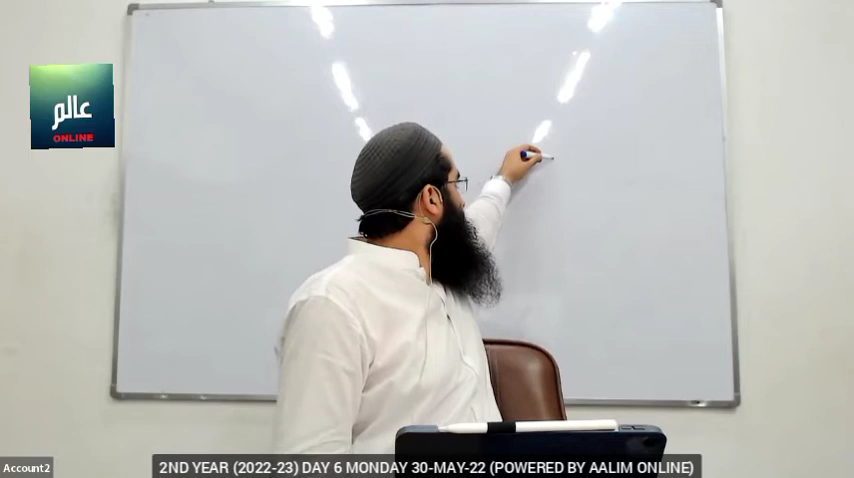 عالم
ONLINE
Account2
2ND YEAR (2022-23) DAY 6 MONDAY 30-MAY-22 (POWERED BY AALIM ONLINE)